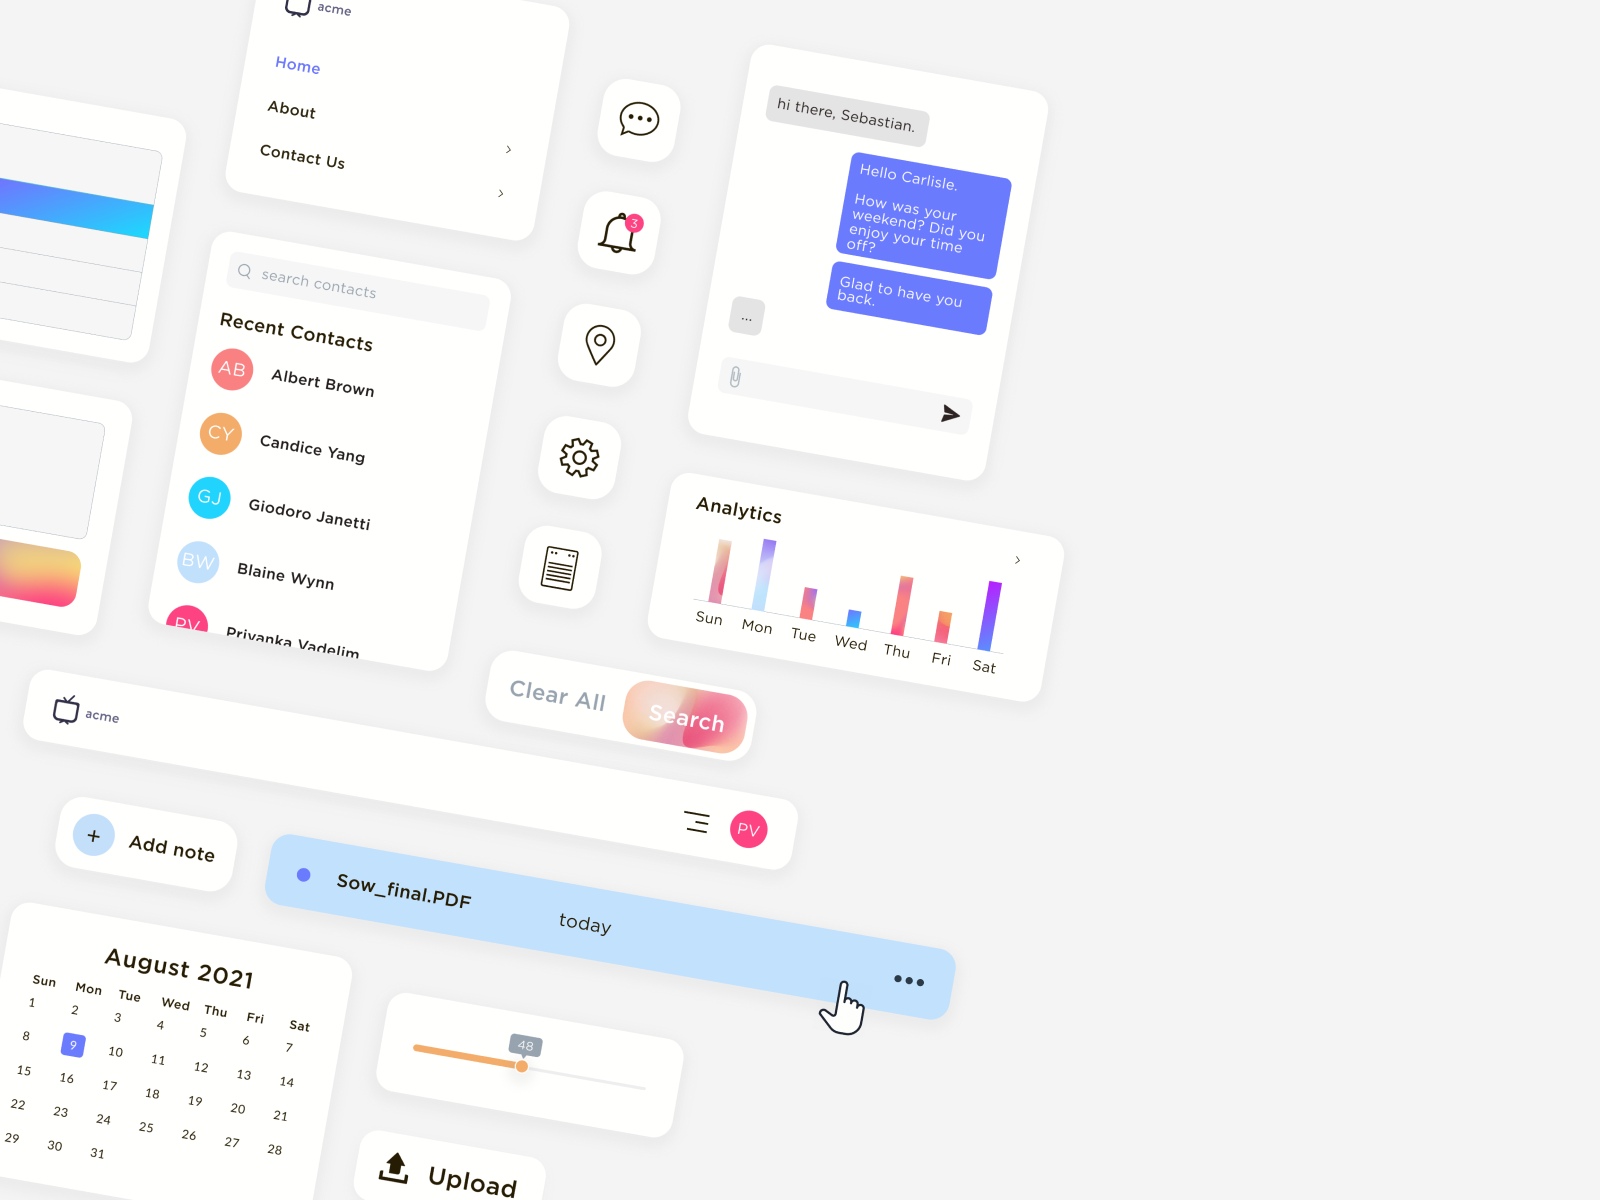 acme
Home
About
Contact Us
search contacts
Recent Contacts
AB
Albert Brown
CY
Candice Yang
GJ
Giodoro Janetti
BW
Blaine Wynn
PV
Priyanka Vadelim
3
hi there, Sebastian.
Hello Carlisle.
How was your
weekend? Did you
enjoy your time
off?
Glad to have you
back.
...
Analytics
Sun Mon Tue Wed Thu Fri Sat
Clear All
Search
acme
PV
+
Add note
Sow_final.PDF
today
August 2021
Sun Mon Tue Wed Thu Fri Sat
1 2 3 4 5 6 7
8 9 10 11 12 13 14
15 16 17 18 19 20 21
22 23 24 25 26 27 28
29 30 31
48
Upload